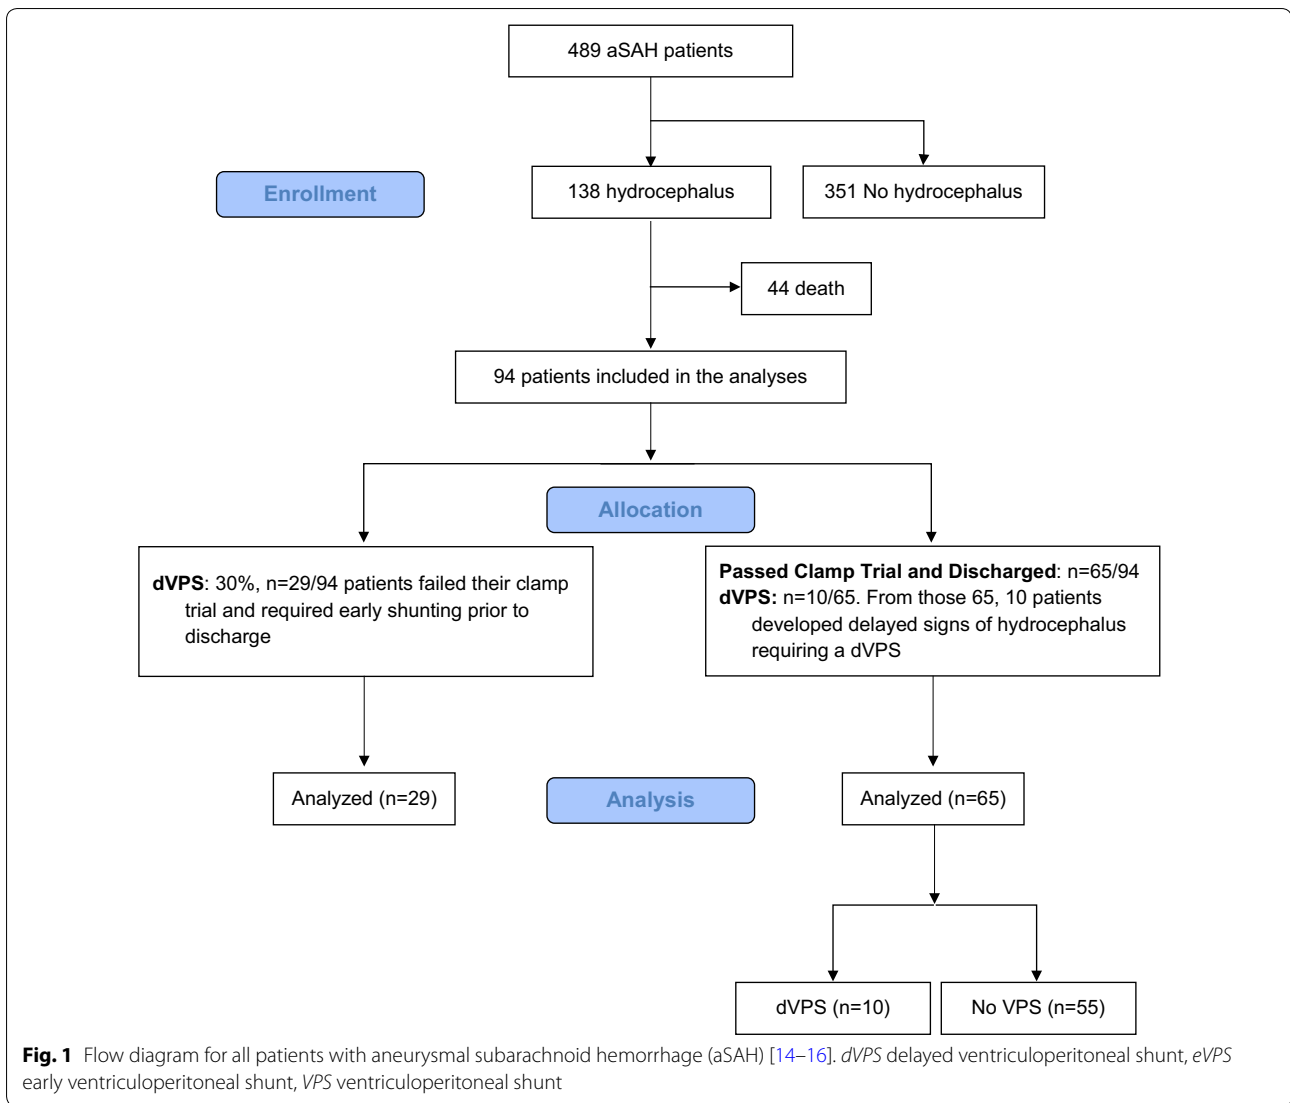 489 aSAH patients
Enrollment
138 hydrocephalus
351 No hydrocephalus
44 death
94 patients included in the analyses
Allocation
dVPS: 30%, n=29/94 patients failed their clamp
trial and required early shunting prior to
discharge
Passed Clamp Trial and Discharged: n=65/94
dVPS: n=10/65. From those 65, 10 patients
developed delayed signs of hydrocephalus
requiring a dVPS
Analyzed (n=29)
Analysis
Analyzed (n=65)
dVPS (n=10)
No VPS (n=55)
Fig. 1 Flow diagram for all patients with aneurysmal subarachnoid hemorrhage (aSAH) [14–16]. dVPS delayed ventriculoperitoneal shunt, eVPS
early ventriculoperitoneal shunt, VPS ventriculoperitoneal shunt